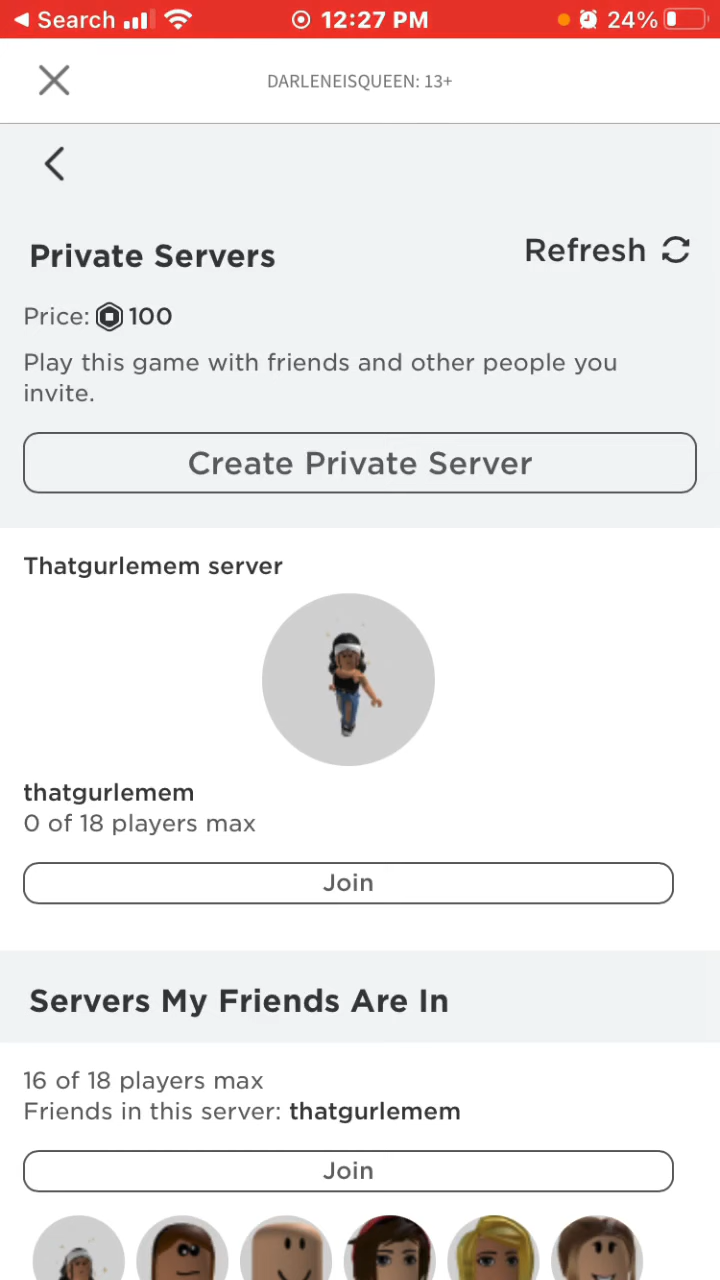 Search 12:27 PM 24%
DARLENEISQUEEN: 13+
Private Servers Refresh
Price: 100
Play this game with friends and other people you
invite.
Create Private Server
Thatgurlemem server
thatgurlemem
0 of 18 players max
Join
Servers My Friends Are In
16 of 18 players max
Friends in this server: thatgurlemem
Join